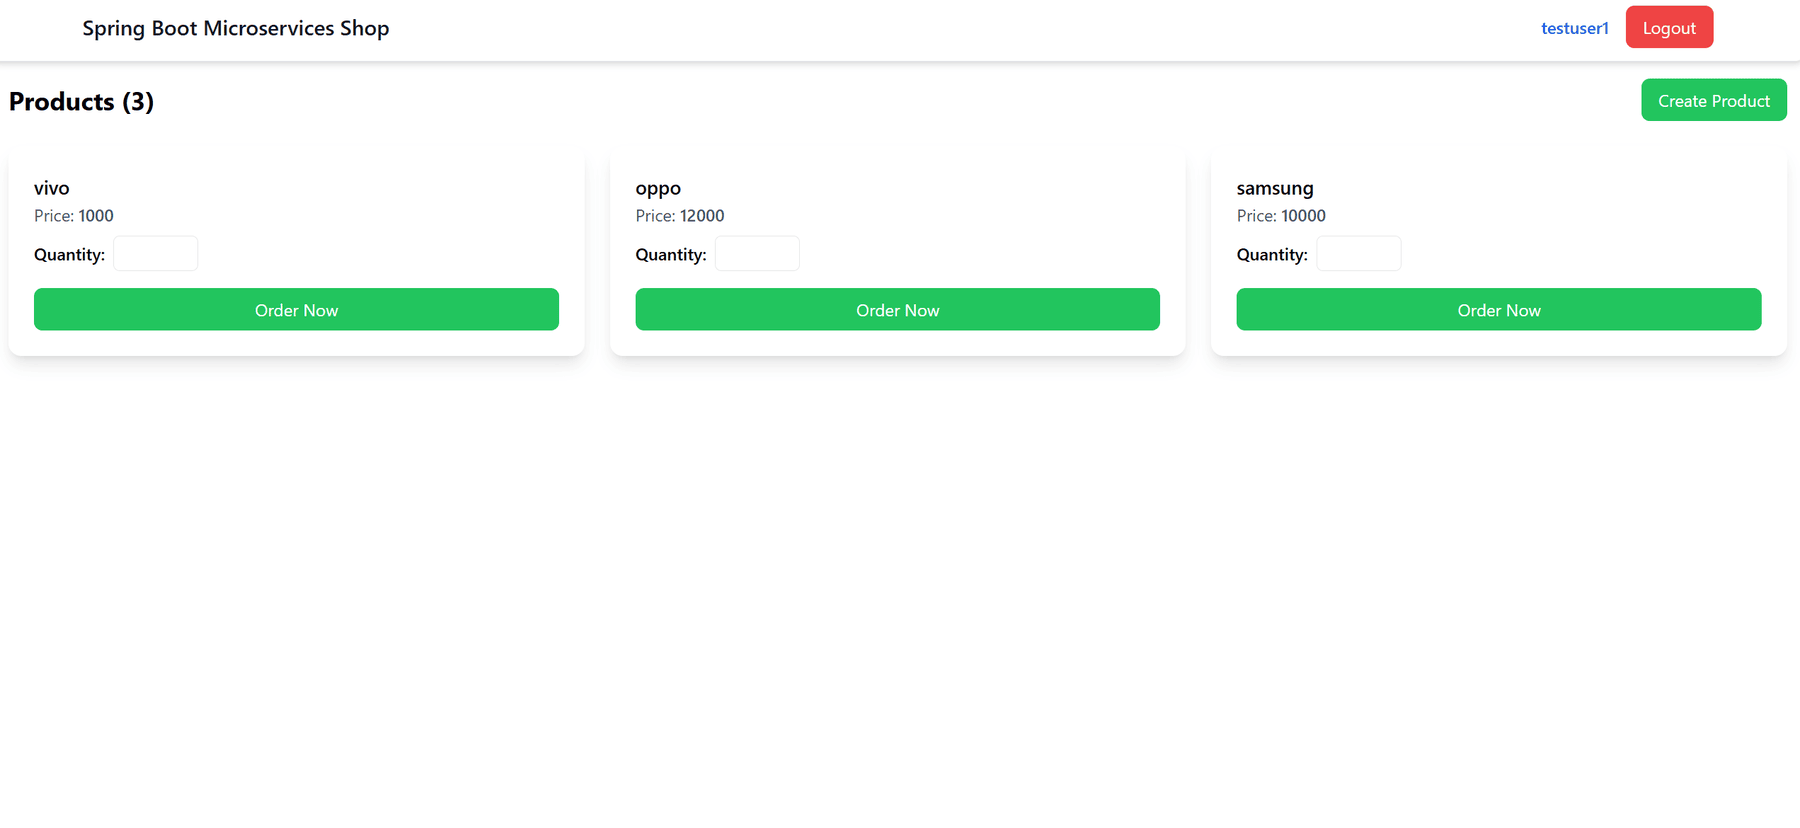 Spring Boot Microservices Shop
testuser1
Logout
Products (3)
Create Product
vivo
Price: 1000
Quantity:
Order Now
oppo
Price: 12000
Quantity:
Order Now
samsung
Price: 10000
Quantity:
Order Now